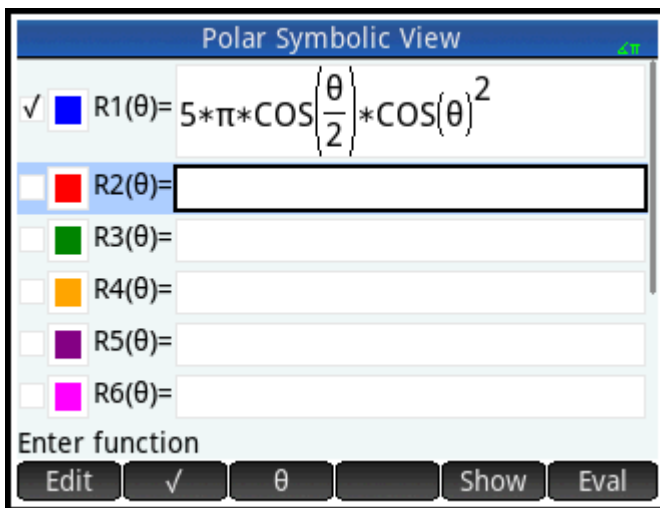 Polar Symbolic View
∡π
√ R1(θ)= 5*π*COS(θ/2)*COS(θ)^2
R2(θ)=
R3(θ)=
R4(θ)=
R5(θ)=
R6(θ)=
Enter function
Edit √ θ Show Eval